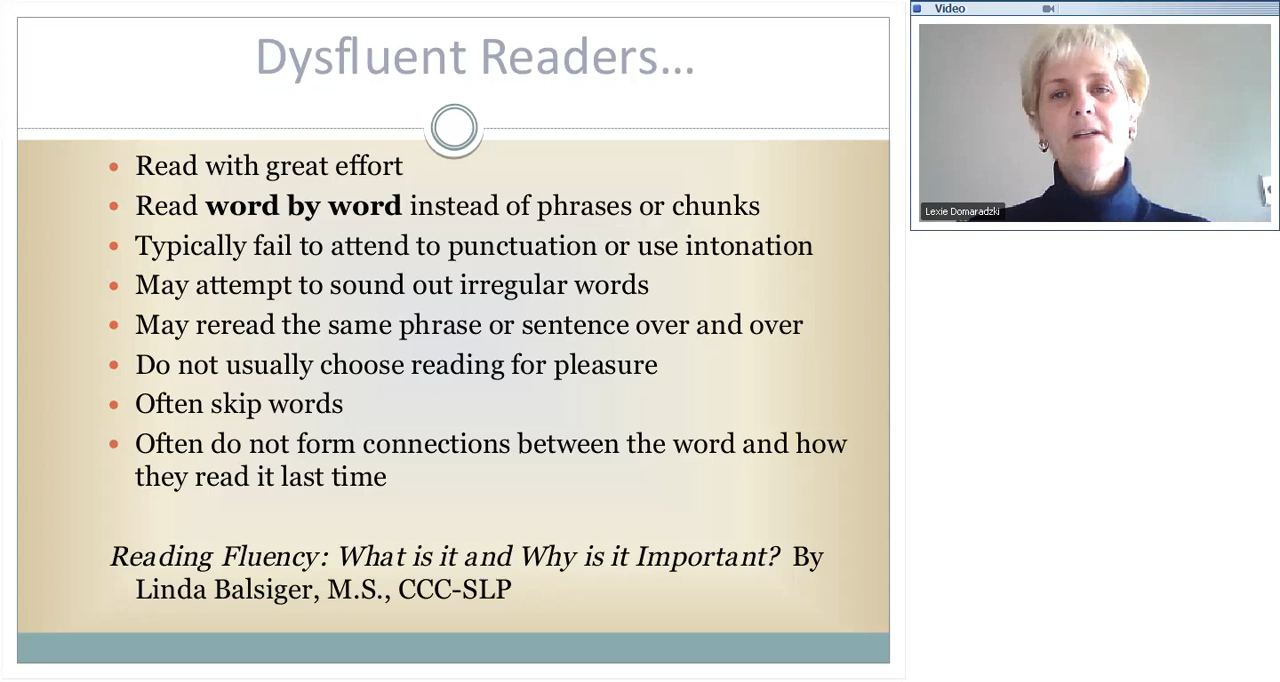 Dysfluent Readers...
Read with great effort
Read word by word instead of phrases or chunks
Typically fail to attend to punctuation or use intonation
May attempt to sound out irregular words
May reread the same phrase or sentence over and over
Do not usually choose reading for pleasure
Often skip words
Often do not form connections between the word and how
they read it last time
Reading Fluency: What is it and Why is it Important? By
Linda Balsiger, M.S., CCC-SLP
Video
Lexie Domaradzki